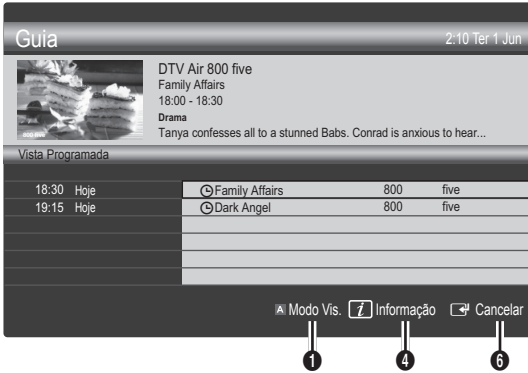 Guia 2:10 Ter 1 Jun
DTV Air 800 five
Family Affairs
18:00 - 18:30
Drama
Tanya confesses all to a stunned Babs. Conrad is anxious to hear...
Vista Programada
18:30 Hoje Family Affairs 800 five
19:15 Hoje Dark Angel 800 five
A Modo Vis. i Informação Cancelar
1 4 6